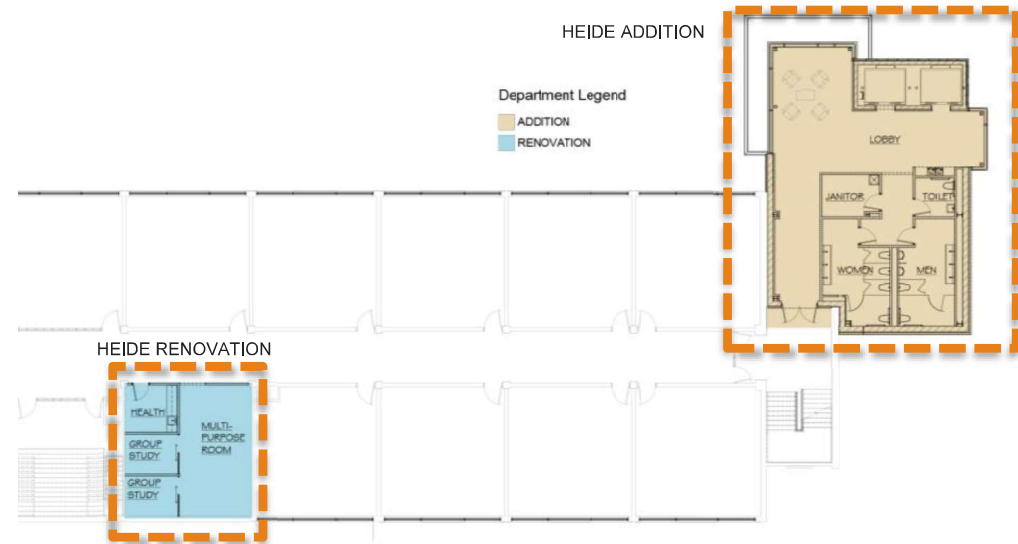 HEIDE ADDITION
Department Legend
ADDITION
RENOVATION
LOBBY
JANITOR
TOILET
WOMEN
MEN
HEIDE RENOVATION
HEALTH
MULTI-
PURPOSE
ROOM
GROUP
STUDY
GROUP
STUDY